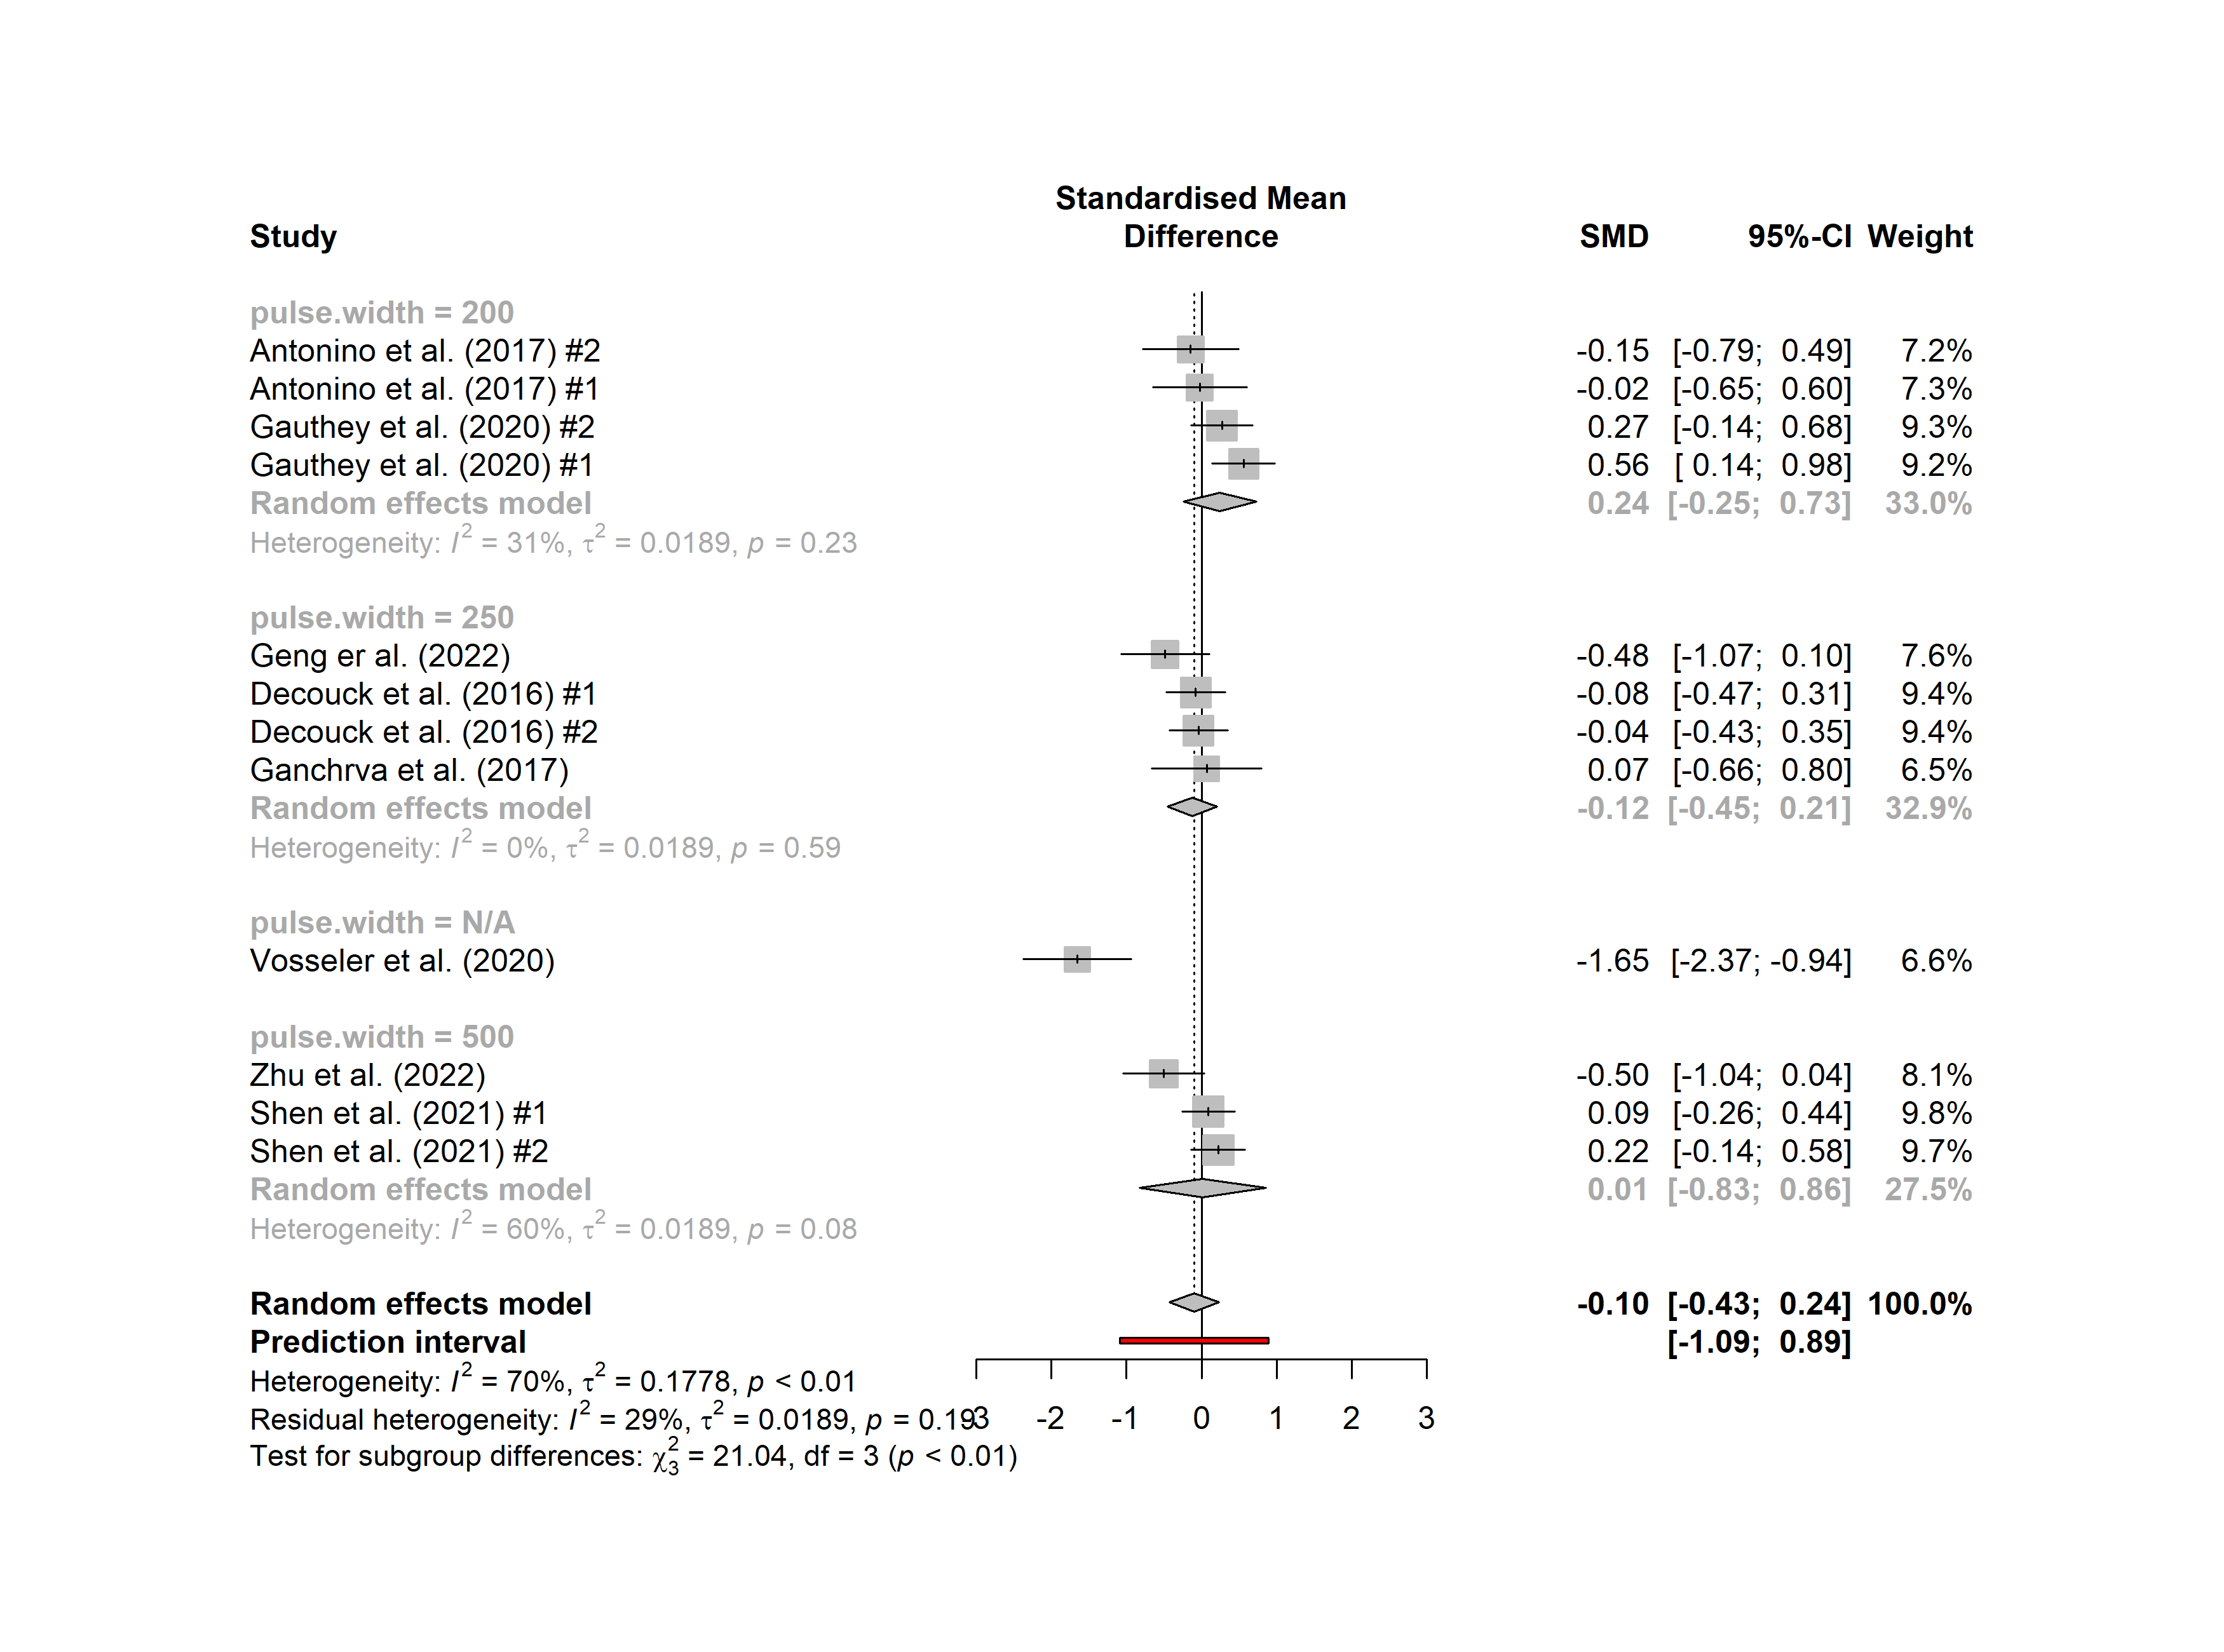 Standardised Mean
Study Difference SMD 95%-CI Weight
pulse.width = 200
Antonino et al. (2017) #2 -0.15 [-0.79; 0.49] 7.2%
Antonino et al. (2017) #1 -0.02 [-0.65; 0.60] 7.3%
Gauthey et al. (2020) #2 0.27 [-0.14; 0.68] 9.3%
Gauthey et al. (2020) #1 0.56 [ 0.14; 0.98] 9.2%
Random effects model 0.24 [-0.25; 0.73] 33.0%
Heterogeneity: I² = 31%, τ² = 0.0189, p = 0.23
pulse.width = 250
Geng er al. (2022) -0.48 [-1.07; 0.10] 7.6%
Decouck et al. (2016) #1 -0.08 [-0.47; 0.31] 9.4%
Decouck et al. (2016) #2 -0.04 [-0.43; 0.35] 9.4%
Ganchrva et al. (2017) 0.07 [-0.66; 0.80] 6.5%
Random effects model -0.12 [-0.45; 0.21] 32.9%
Heterogeneity: I² = 0%, τ² = 0.0189, p = 0.59
pulse.width = N/A
Vosseler et al. (2020) -1.65 [-2.37; -0.94] 6.6%
pulse.width = 500
Zhu et al. (2022) -0.50 [-1.04; 0.04] 8.1%
Shen et al. (2021) #1 0.09 [-0.26; 0.44] 9.8%
Shen et al. (2021) #2 0.22 [-0.14; 0.58] 9.7%
Random effects model 0.01 [-0.83; 0.86] 27.5%
Heterogeneity: I² = 60%, τ² = 0.0189, p = 0.08
Random effects model -0.10 [-0.43; 0.24] 100.0%
Prediction interval [-1.09; 0.89]
Heterogeneity: I² = 70%, τ² = 0.1778, p < 0.01
Residual heterogeneity: I² = 29%, τ² = 0.0189, p = 0.19 -3 -2 -1 0 1 2 3
Test for subgroup differences: χ²₃ = 21.04, df = 3 (p < 0.01)